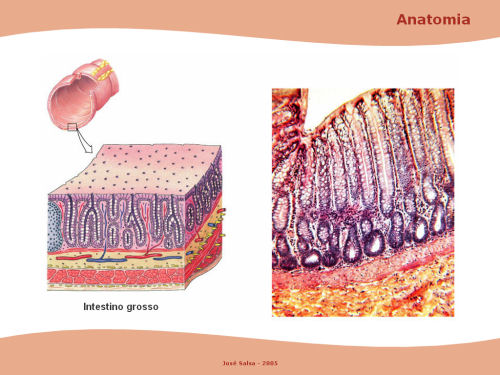 Anatomia
Intestino grosso
José Salsa - 2005